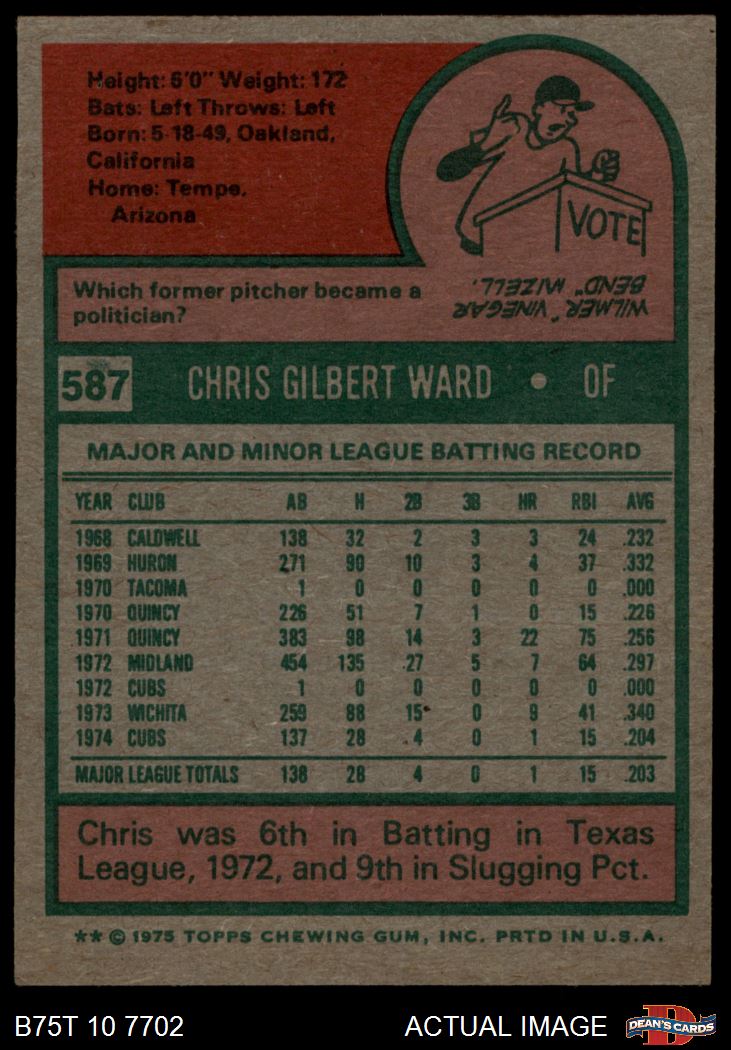 Height: 6'0" Weight: 172
Bats: Left Throws: Left
Born: 5-18-49, Oakland,
California
Home: Tempe,
Arizona
VOTE
Which former pitcher became a
politician?
WILMER "VINEGAR
BEND" MIZELL.
587 CHRIS GILBERT WARD • OF
MAJOR AND MINOR LEAGUE BATTING RECORD
YEAR CLUB AB H 2B 3B HR RBI AVG
1968 CALDWELL 138 32 2 3 3 24 .232
1969 HURON 271 90 10 3 4 37 .332
1970 TACOMA 1 0 0 0 0 0 .000
1970 QUINCY 226 51 7 1 0 15 .226
1971 QUINCY 383 98 14 3 22 75 .256
1972 MIDLAND 454 135 27 5 7 64 .297
1972 CUBS 1 0 0 0 0 0 .000
1973 WICHITA 259 88 15 0 9 41 .340
1974 CUBS 137 28 4 0 1 15 .204
MAJOR LEAGUE TOTALS 138 28 4 0 1 15 .203
Chris was 6th in Batting in Texas
League, 1972, and 9th in Slugging Pct.
** © 1975 TOPPS CHEWING GUM, INC. PRTD IN U.S.A.
B75T 10 7702 ACTUAL IMAGE
D
DEAN'S CARDS